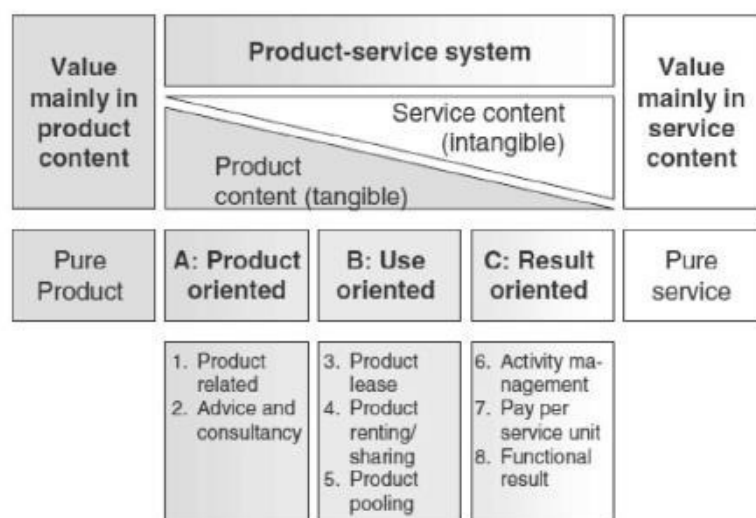 Value
mainly in
product
content
Product-service system
Service content
(intangible)
Product
content (tangible)
Value
mainly in
service
content
Pure
Product
A: Product
oriented
B: Use
oriented
C: Result
oriented
Pure
service
1. Product
related
2. Advice and
consultancy
3. Product
lease
4. Product
renting/
sharing
5. Product
pooling
6. Activity ma-
nagement
7. Pay per
service unit
8. Functional
result